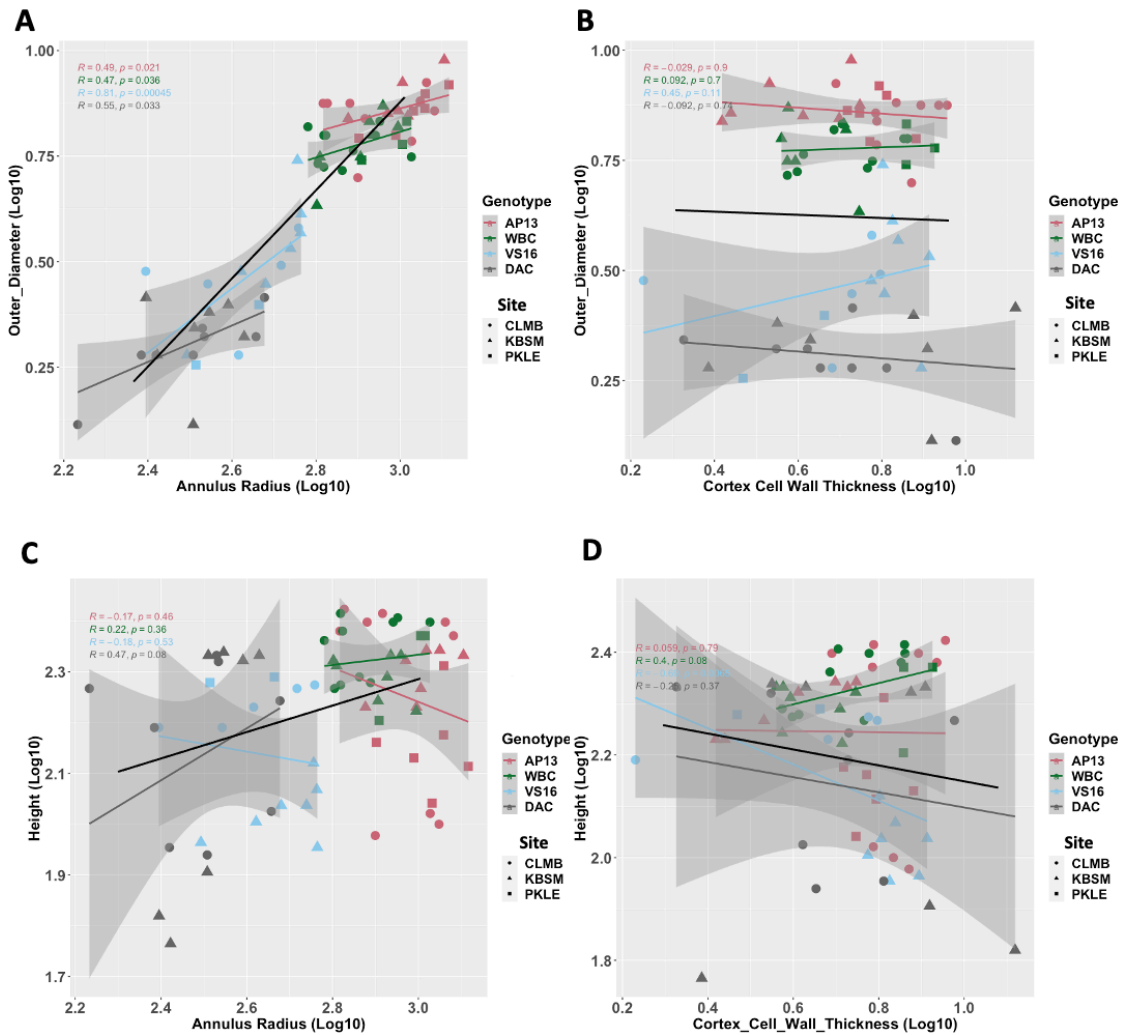 A
B
1.00
0.75
0.50
0.25
R = 0.49, p = 0.021
R = 0.47, p = 0.036
R = 0.81, p = 0.00045
R = 0.55, p = 0.033
Outer_Diameter (Log10)
2.2 2.4 2.6 2.8 3.0
Annulus Radius (Log10)
Genotype
AP13
WBC
VS16
DAC
Site
CLMB
KBSM
PKLE
1.00
0.75
0.50
0.25
R = −0.029, p = 0.9
R = 0.092, p = 0.7
R = 0.45, p = 0.11
R = −0.092, p =
Outer_Diameter (Log10)
0.2 0.4 0.6 0.8 1.0
Cortex Cell Wall Thickness (Log10)
Genotype
AP13
WBC
VS16
DAC
Site
CLMB
KBSM
PKLE
C
D
2.3
2.1
1.9
1.7
R = −0.17, p = 0.46
R = 0.22, p = 0.36
R = −0.18, p = 0.53
R = 0.47, p = 0.08
Height (Log10)
2.2 2.4 2.6 2.8 3.0
Annulus Radius (Log10)
Genotype
AP13
WBC
VS16
DAC
Site
CLMB
KBSM
PKLE
2.4
2.2
2.0
1.8
R = 0.059, p = 0.79
R = 0.4, p = 0.08
p = 0.37
Height (Log10)
0.2 0.4 0.6 0.8 1.0
Cortex_Cell_Wall_Thickness (Log10)
Genotype
AP13
WBC
VS16
DAC
Site
CLMB
KBSM
PKLE